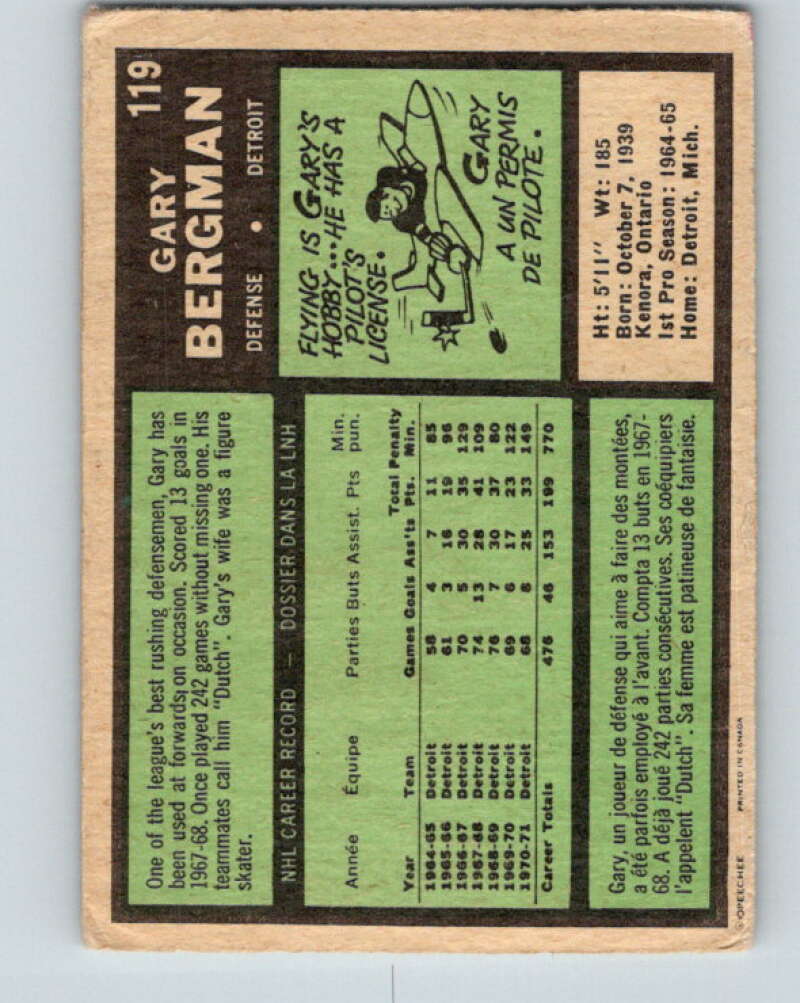 119
GARY
BERGMAN
DEFENSE • DETROIT
One of the league's best rushing defensemen, Gary has
been used at forwards on occasion. Scored 13 goals in
1967-68. Once played 242 games without missing one. His
teammates call him "Dutch". Gary's wife was a figure
skater.
FLYING IS GARY'S
HOBBY...HE HAS A
PILOT'S
LICENSE.
GARY
A UN PERMIS
DE PILOTE.
NHL CAREER RECORD — DOSSIER DANS LA LNH
Année Équipe Parties Buts Assist. Pts Min. pun.
Year Team Games Goals Ass'ts Total Pts. Penalty Min.
1964-65 Detroit 58 4 7 11 85
1965-66 Detroit 61 3 16 19 96
1966-67 Detroit 70 5 30 35 129
1967-68 Detroit 74 13 28 41 109
1968-69 Detroit 76 7 30 37 80
1969-70 Detroit 69 6 17 23 122
1970-71 Detroit 68 8 25 33 149
Career Totals 476 46 153 199 770
Ht: 5'11" Wt: 185
Born: October 7, 1939
Kenora, Ontario
1st Pro Season: 1964-65
Home: Detroit, Mich.
Gary, un joueur de défense qui aime à faire des montées,
a été parfois employé à l'avant. Compta 13 buts en 1967-
68. A déjà joué 242 parties consécutives. Ses coéquipiers
l'appelent "Dutch". Sa femme est patineuse de fantaisie.
©OPEECHEE PRINTED IN CANADA